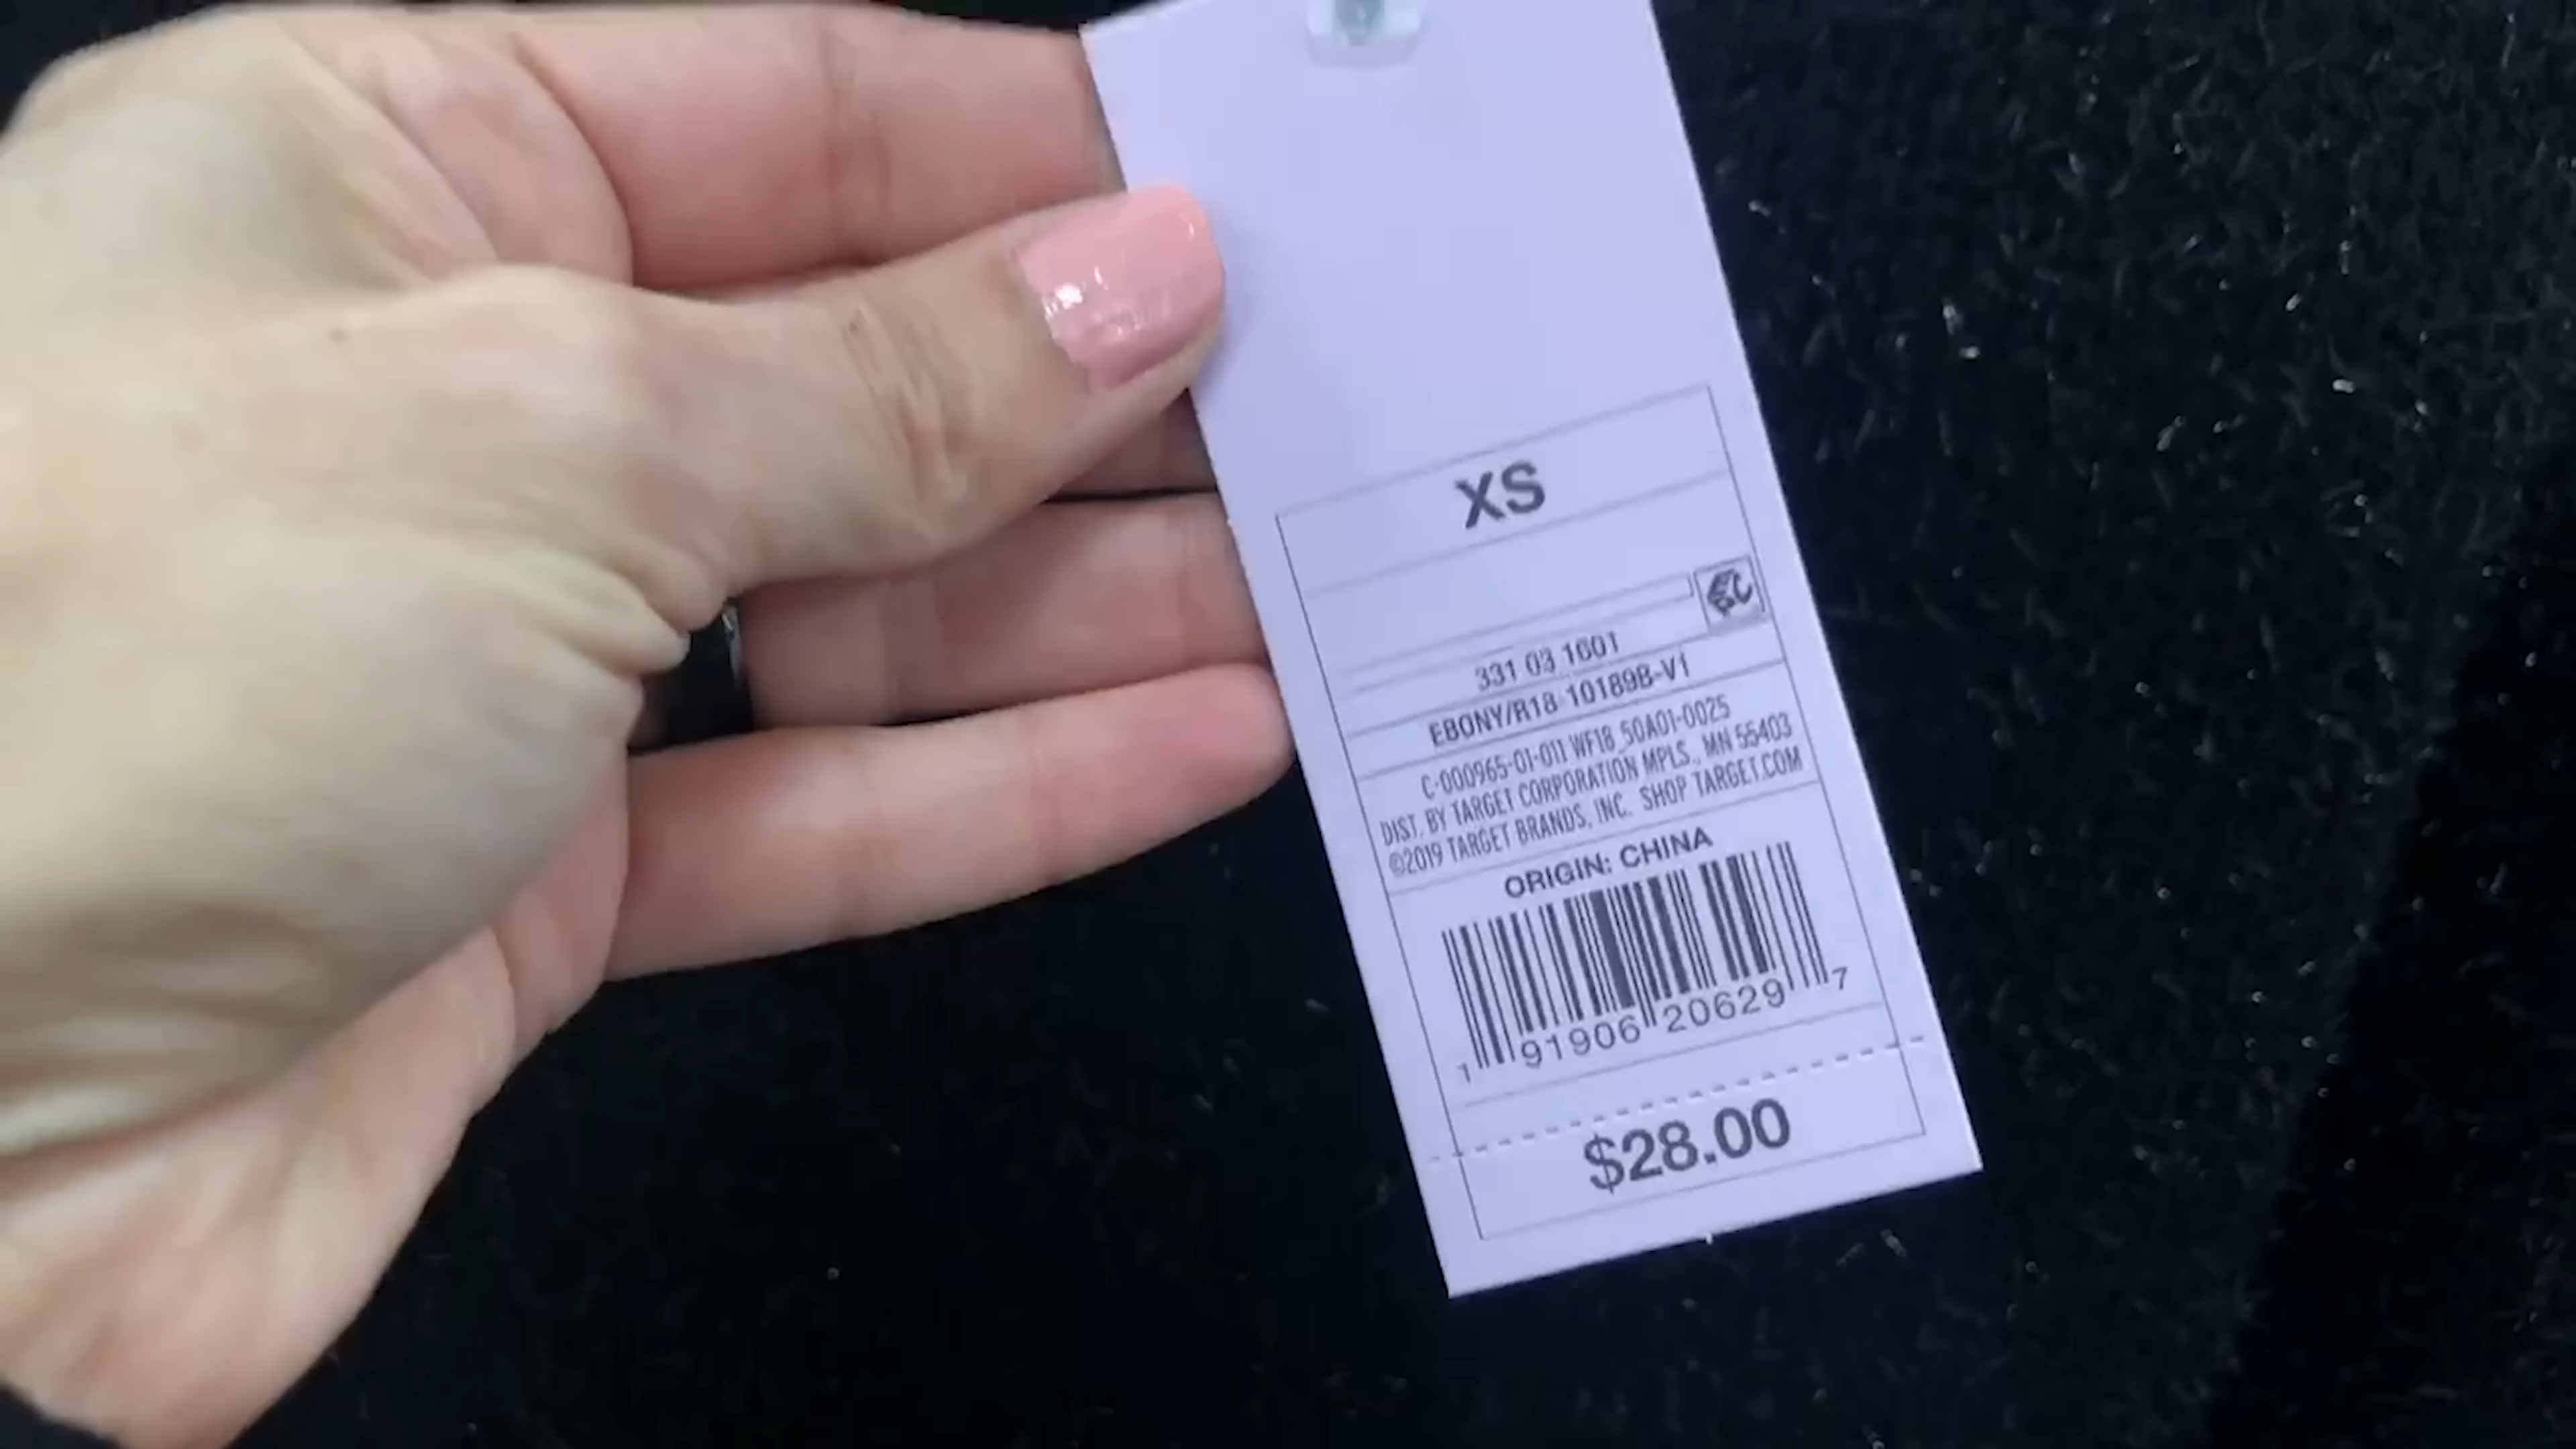 XS
331 03 1601
EBONY/R18-10189B-V1
C-000965-01-011 WF18_50A01-0025
DIST. BY TARGET CORPORATION MPLS., MN 55403
©2019 TARGET BRANDS, INC. SHOP TARGET.COM
ORIGIN: CHINA
1 91906 20629 7
$28.00